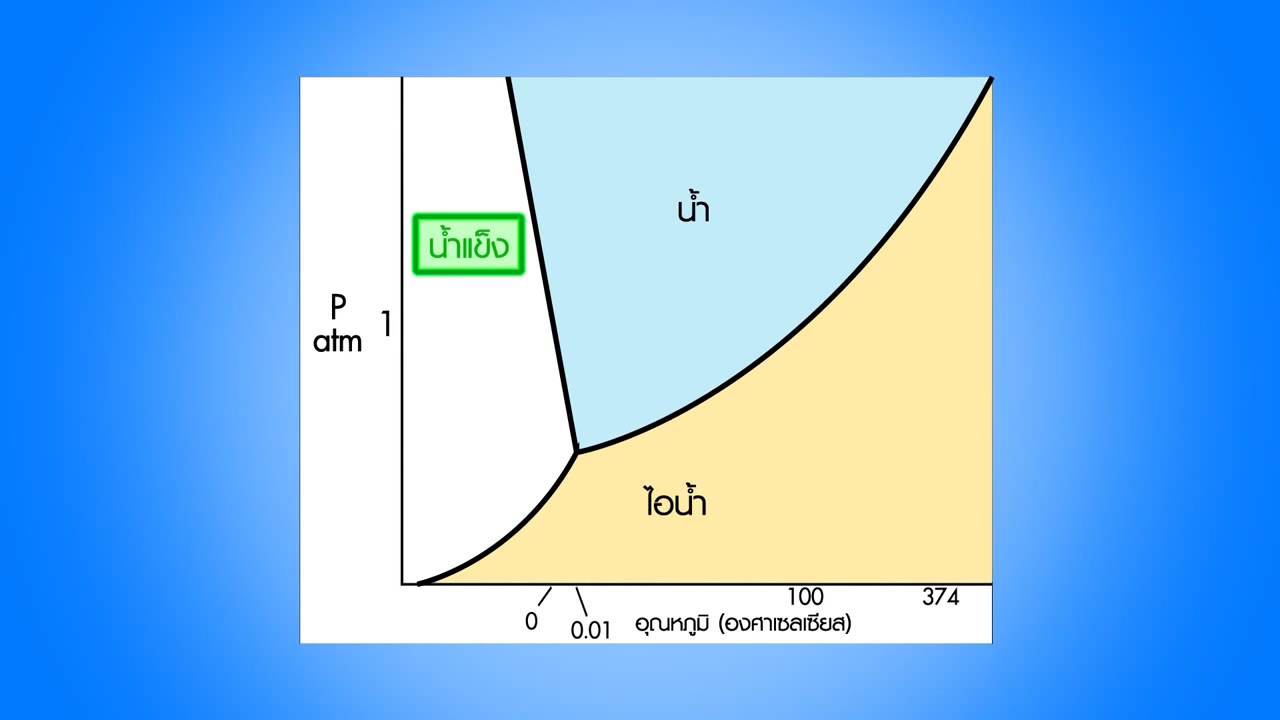 น้ำ
น้ำแข็ง
P
atm
1
ไอน้ำ
100
374
0
0.01
อุณหภูมิ (องศาเซลเซียส)